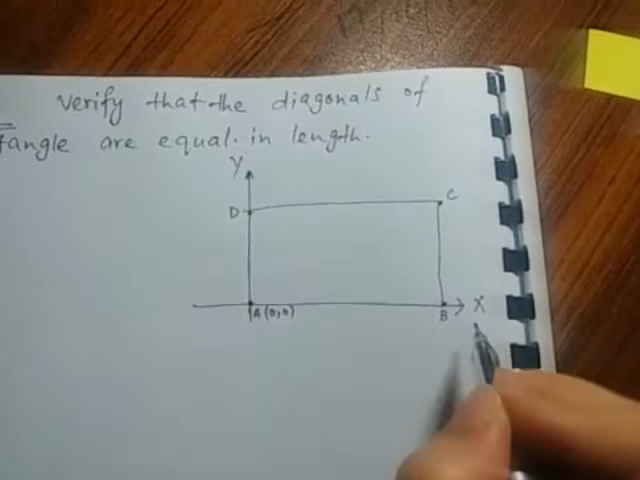 Verify that the diagonals of
tangle are equal. in length.
Y
D
C
A (0,0)
B
X